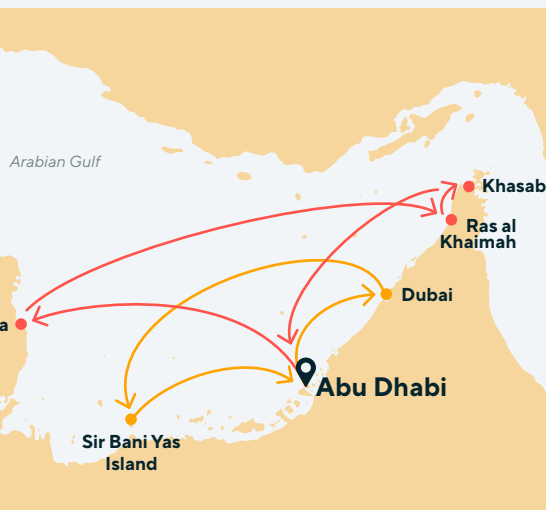 Arabian Gulf
Khasab
Ras al
Khaimah
Dubai
a
Abu Dhabi
Sir Bani Yas
Island